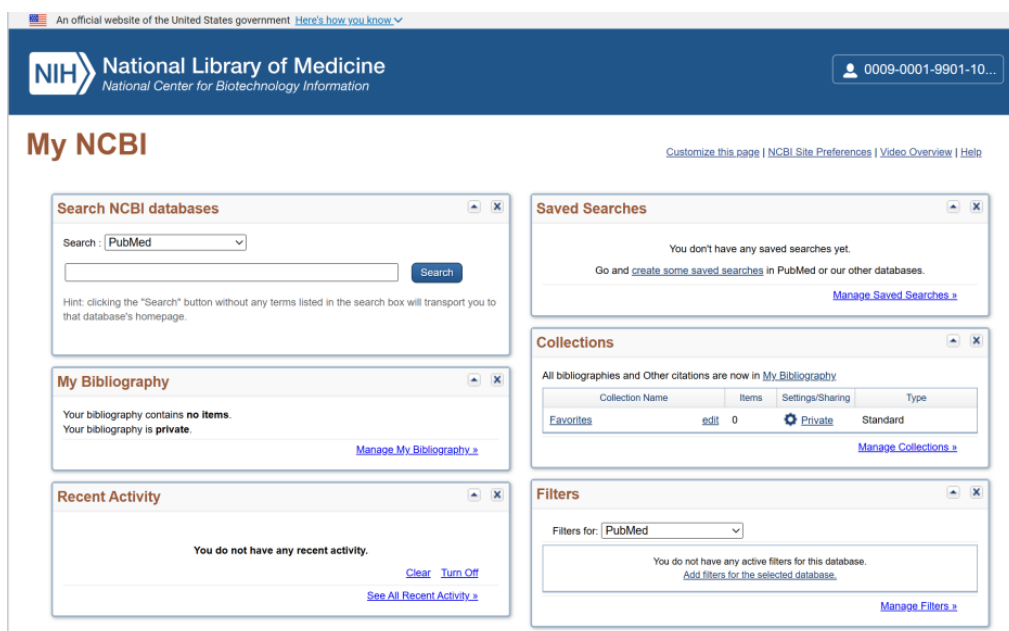 An official website of the United States government Here's how you know
NIH National Library of Medicine
National Center for Biotechnology Information
0009-0001-9901-10...
My NCBI
Customize this page | NCBI Site Preferences | Video Overview | Help
Search NCBI databases
Search : PubMed
Search
Hint: clicking the "Search" button without any terms listed in the search box will transport you to
that database's homepage.
My Bibliography
Your bibliography contains no items.
Your bibliography is private.
Manage My Bibliography »
Recent Activity
You do not have any recent activity.
Clear Turn Off
See All Recent Activity »
Saved Searches
You don't have any saved searches yet.
Go and create some saved searches in PubMed or our other databases.
Manage Saved Searches »
Collections
All bibliographies and Other citations are now in My Bibliography
Collection Name Items Settings/Sharing Type
Favorites edit 0 Private Standard
Manage Collections »
Filters
Filters for: PubMed
You do not have any active filters for this database.
Add filters for the selected database.
Manage Filters »